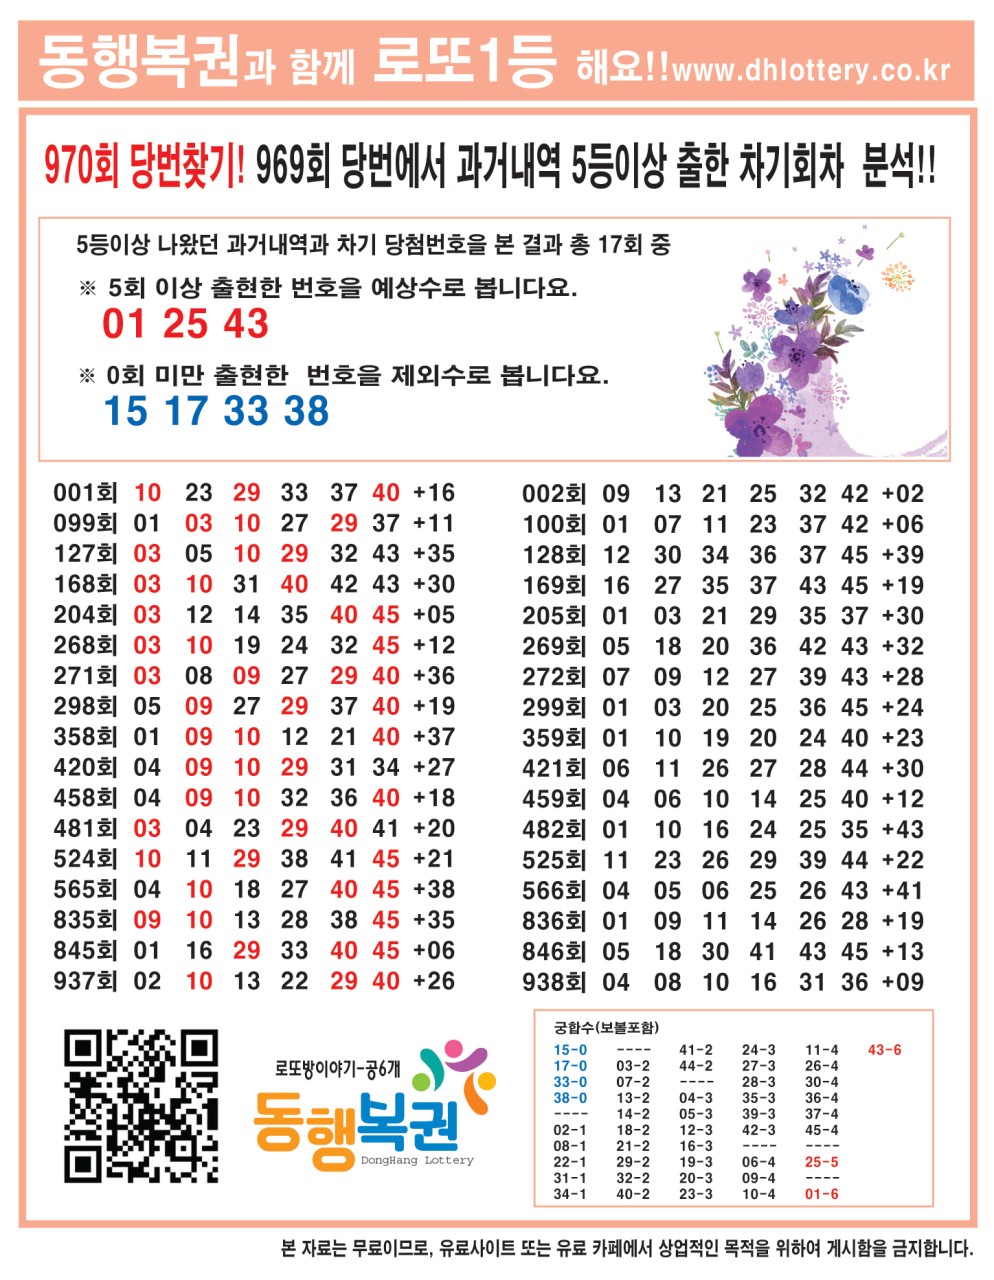 동행복권과 함께 로또1등 해요!!www.dhlottery.co.kr
970회 당번찾기! 969회 당번에서 과거내역 5등이상 출한 차기회차 분석!!
5등이상 나왔던 과거내역과 차기 당첨번호을 본 결과 총 17회 중
※ 5회 이상 출현한 번호을 예상수로 봅니다요.
01 25 43
※ 0회 미만 출현한 번호을 제외수로 봅니다요.
15 17 33 38
001회 10 23 29 33 37 40 +16
099회 01 03 10 27 29 37 +11
127회 03 05 10 29 32 43 +35
168회 03 10 31 40 42 43 +30
204회 03 12 14 35 40 45 +05
268회 03 10 19 24 32 45 +12
271회 03 08 09 27 29 40 +36
298회 05 09 27 29 37 40 +19
358회 01 09 10 12 21 40 +37
420회 04 09 10 29 31 34 +27
458회 04 09 10 32 36 40 +18
481회 03 04 23 29 40 41 +20
524회 10 11 29 38 41 45 +21
565회 04 10 18 27 40 45 +38
835회 09 10 13 28 38 45 +35
845회 01 16 29 33 40 45 +06
937회 02 10 13 22 29 40 +26
002회 09 13 21 25 32 42 +02
100회 01 07 11 23 37 42 +06
128회 12 30 34 36 37 45 +39
169회 16 27 35 37 43 45 +19
205회 01 03 21 29 35 37 +30
269회 05 18 20 36 42 43 +32
272회 07 09 12 27 39 43 +28
299회 01 03 20 25 36 45 +24
359회 01 10 19 20 24 40 +23
421회 06 11 26 27 28 44 +30
459회 04 06 10 14 25 40 +12
482회 01 10 16 24 25 35 +43
525회 11 23 26 29 39 44 +22
566회 04 05 06 25 26 43 +41
836회 01 09 11 14 26 28 +19
846회 05 18 30 41 43 45 +13
938회 04 08 10 16 31 36 +09
로또방이야기-공6개
동행복권
DongHang Lottery
궁합수(보볼포함)
15-0 ---- 41-2 24-3 11-4 43-6
17-0 03-2 44-2 27-3 26-4
33-0 07-2 ---- 28-3 30-4
38-0 13-2 04-3 35-3 36-4
---- 14-2 05-3 39-3 37-4
02-1 18-2 12-3 42-3 45-4
08-1 21-2 16-3 ---- ----
22-1 29-2 19-3 06-4 25-5
31-1 32-2 20-3 09-4 ----
34-1 40-2 23-3 10-4 01-6
본 자료는 무료이므로, 유료사이트 또는 유료 카페에서 상업적인 목적을 위하여 게시함을 금지합니다.